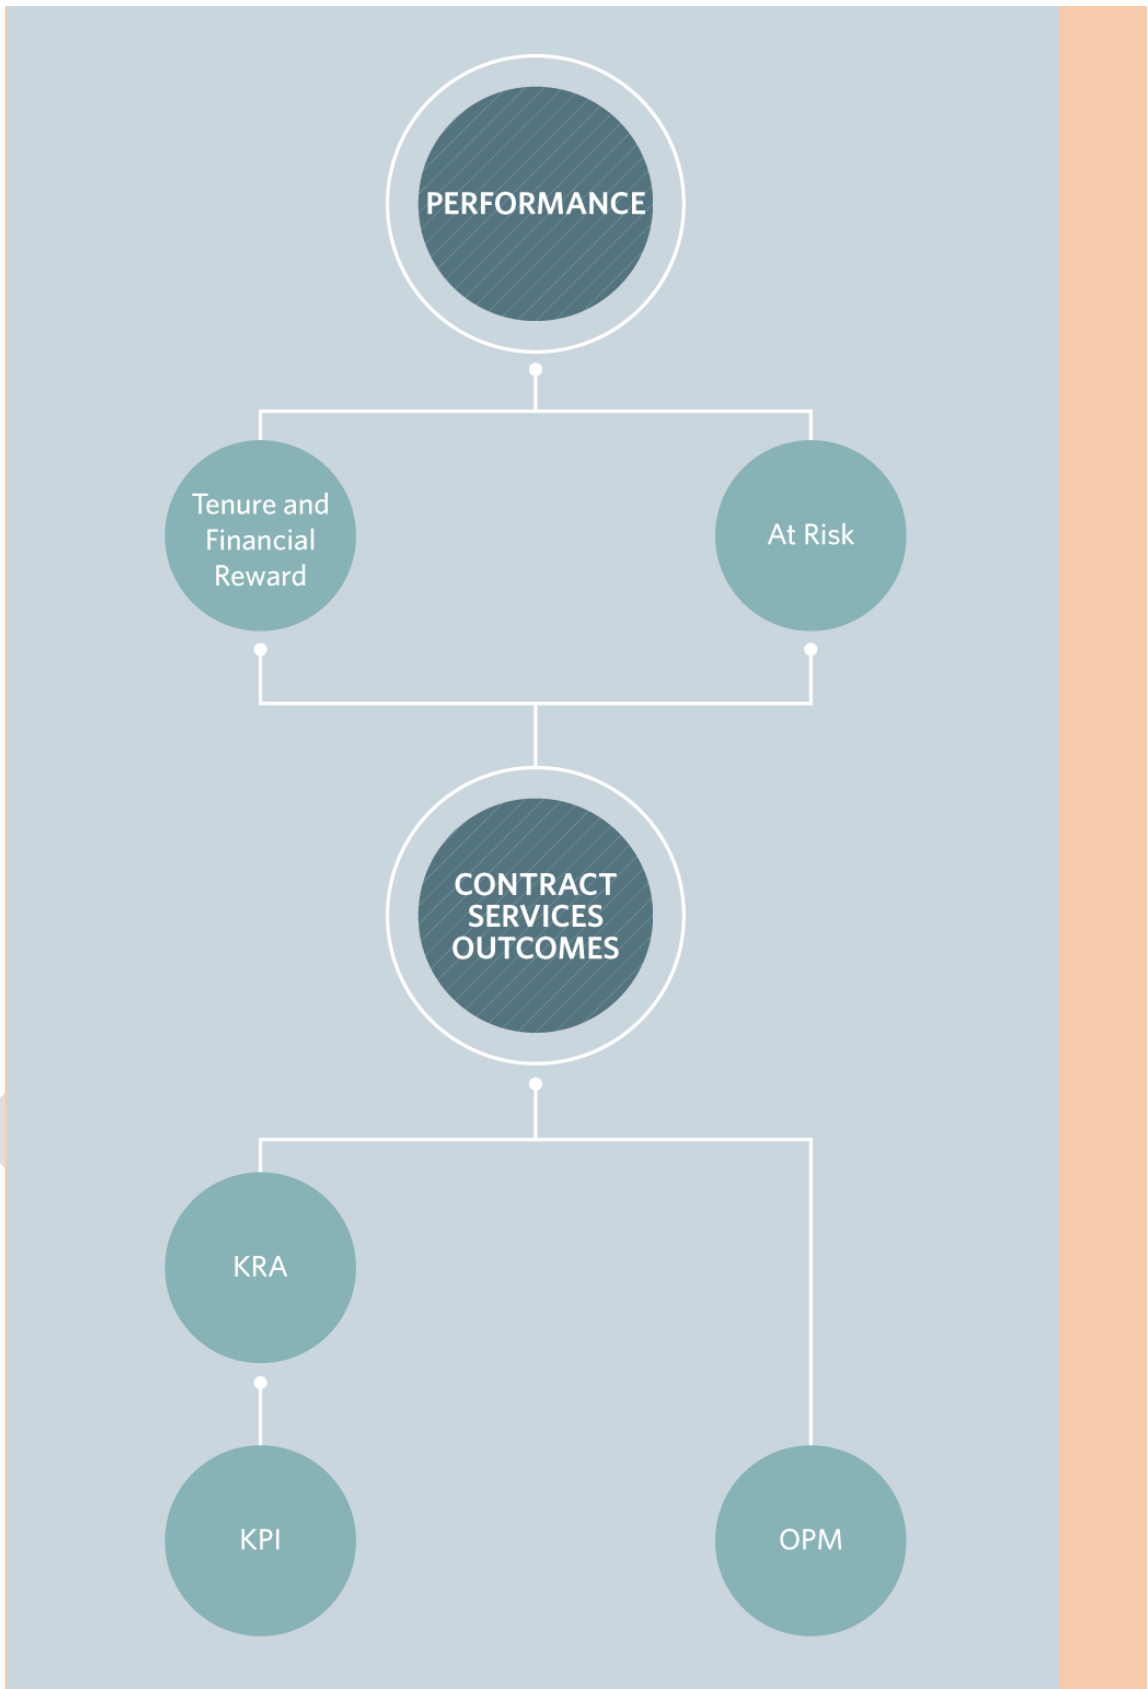 PERFORMANCE
Tenure and
Financial
Reward
At Risk
CONTRACT
SERVICES
OUTCOMES
KRA
KPI
OPM